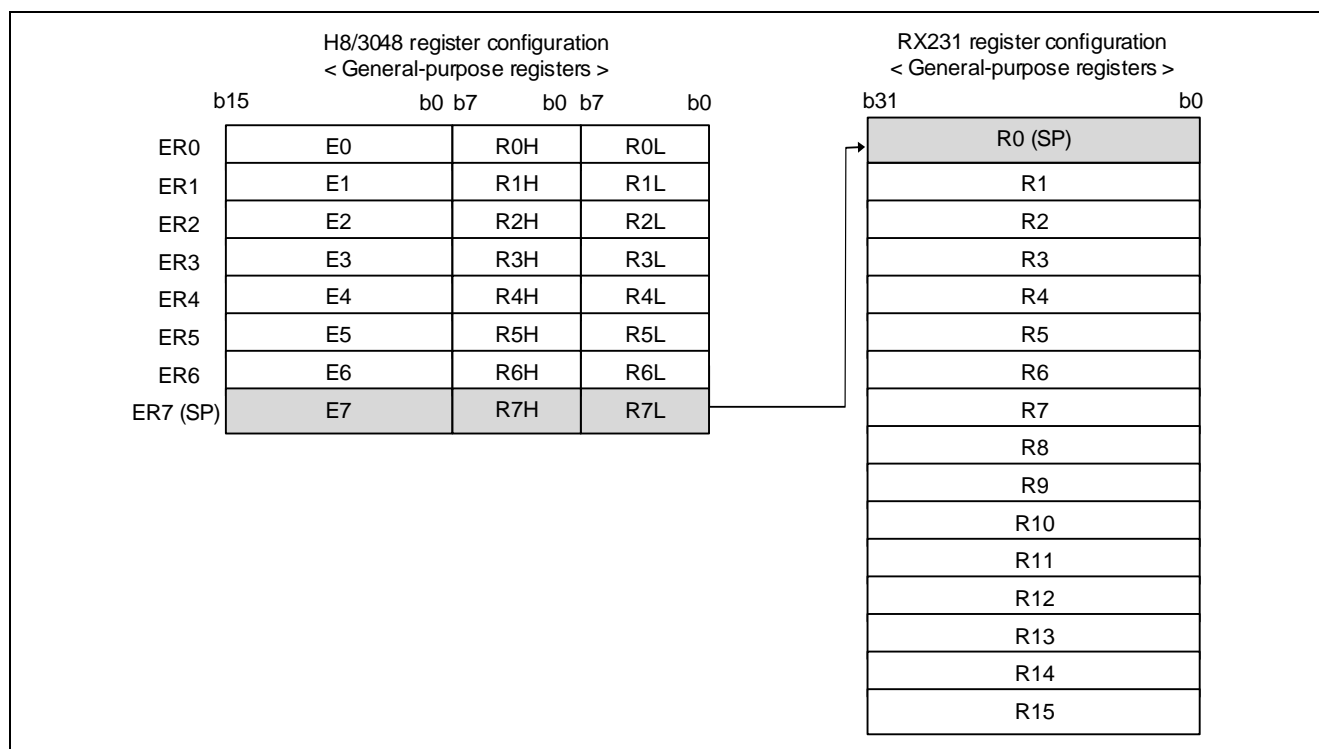 H8/3048 register configuration
< General-purpose registers >
b15 b0 b7 b0 b7 b0
ER0 E0 R0H R0L
ER1 E1 R1H R1L
ER2 E2 R2H R2L
ER3 E3 R3H R3L
ER4 E4 R4H R4L
ER5 E5 R5H R5L
ER6 E6 R6H R6L
ER7 (SP) E7 R7H R7L
RX231 register configuration
< General-purpose registers >
b31 b0
R0 (SP)
R1
R2
R3
R4
R5
R6
R7
R8
R9
R10
R11
R12
R13
R14
R15